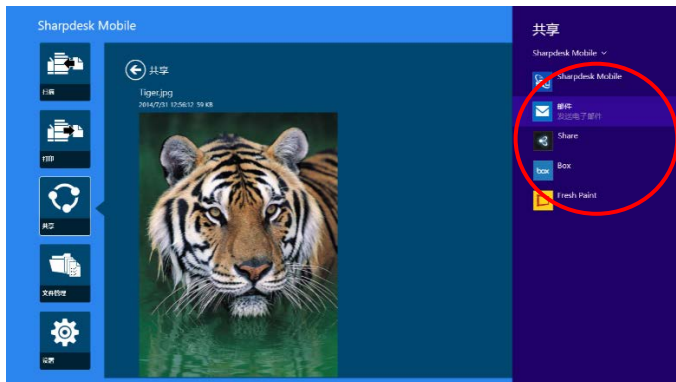 Sharpdesk Mobile
扫描
打印
共享
文件管理
设置
共享
Tiger.jpg
2014/7/31 12:56:12 59 KB
共享
Sharpdesk Mobile
Sharpdesk Mobile
邮件
发送电子邮件
Share
box
Box
Fresh Paint